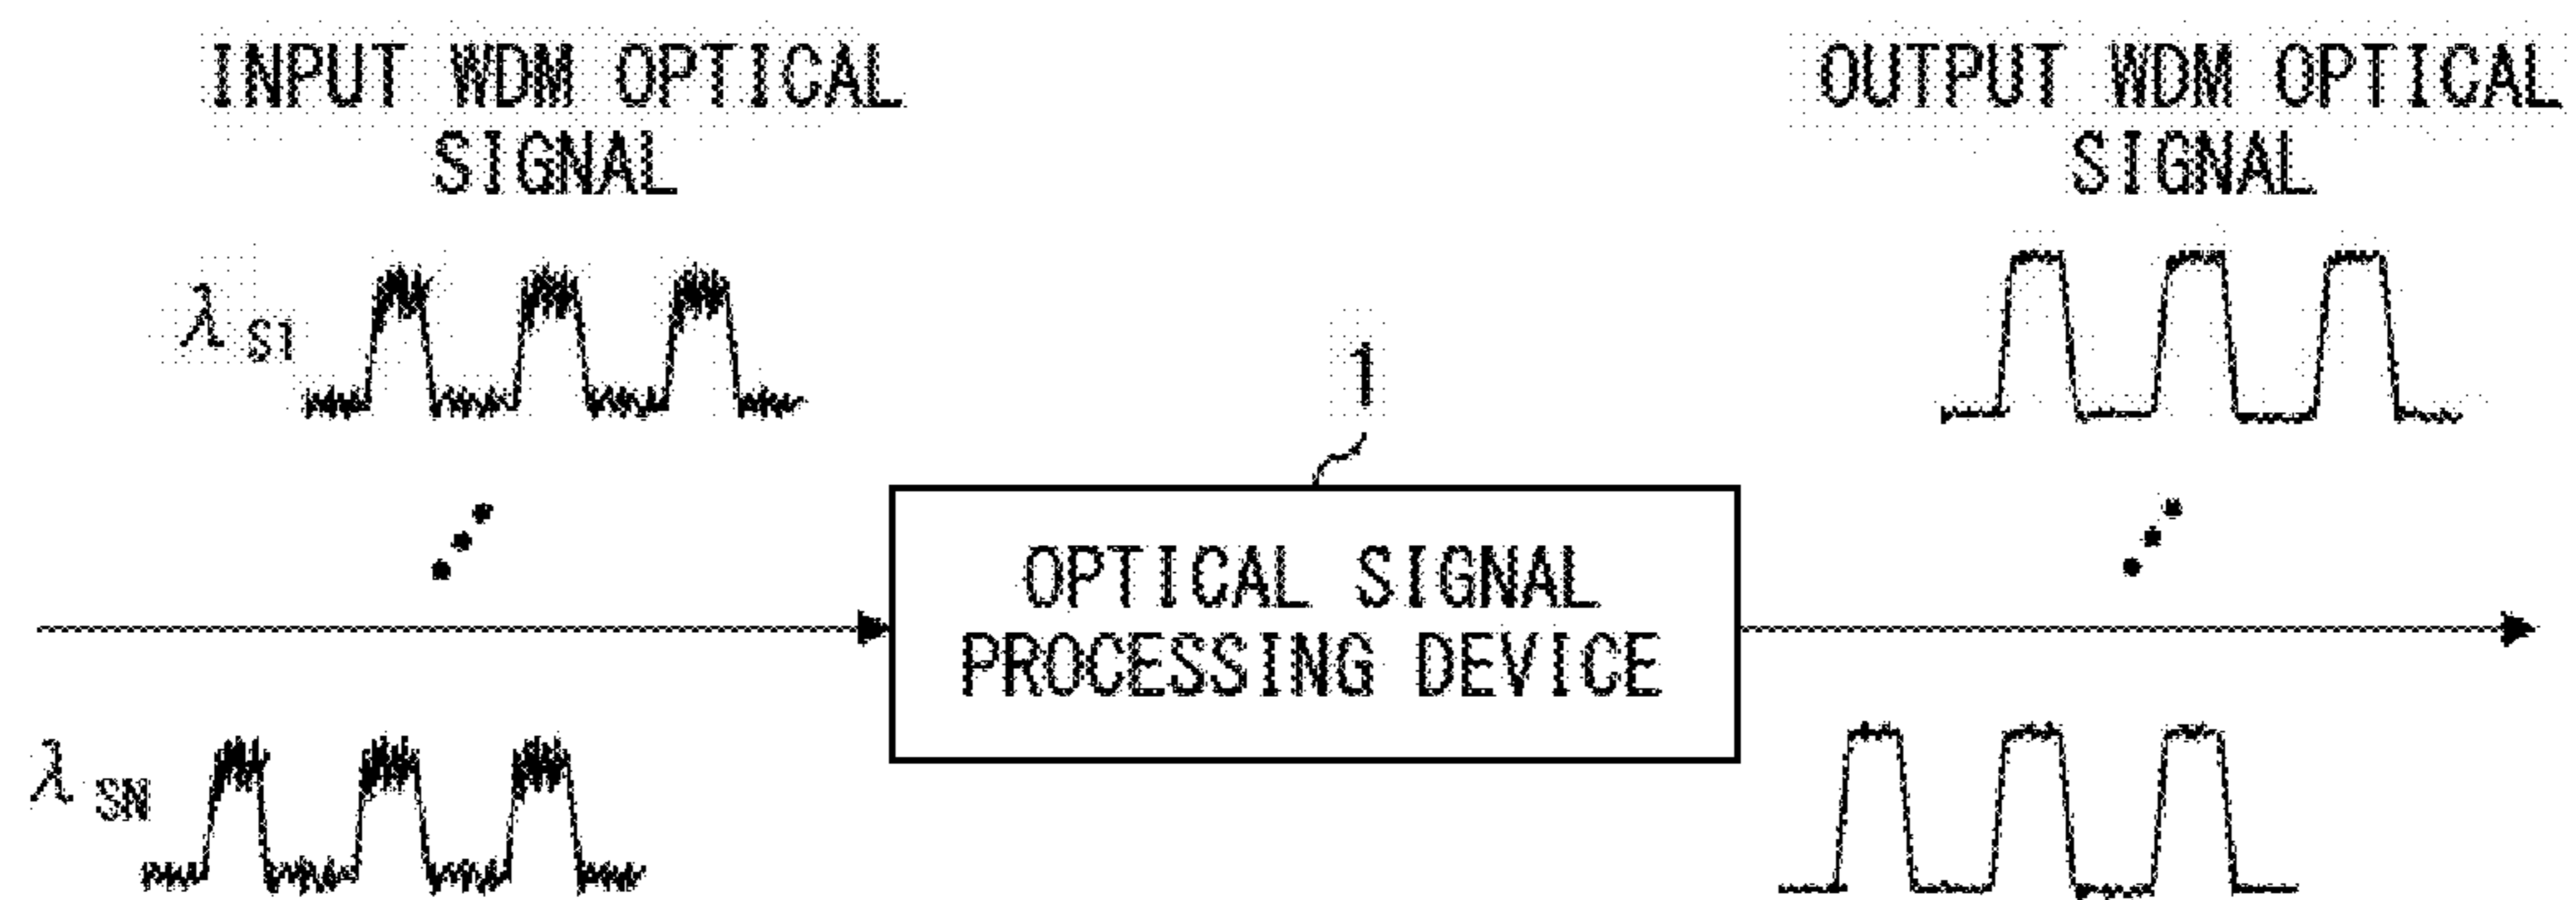 INPUT WDM OPTICAL
SIGNAL
OUTPUT WDM OPTICAL
SIGNAL
λS1
1
OPTICAL SIGNAL
PROCESSING DEVICE
λSN